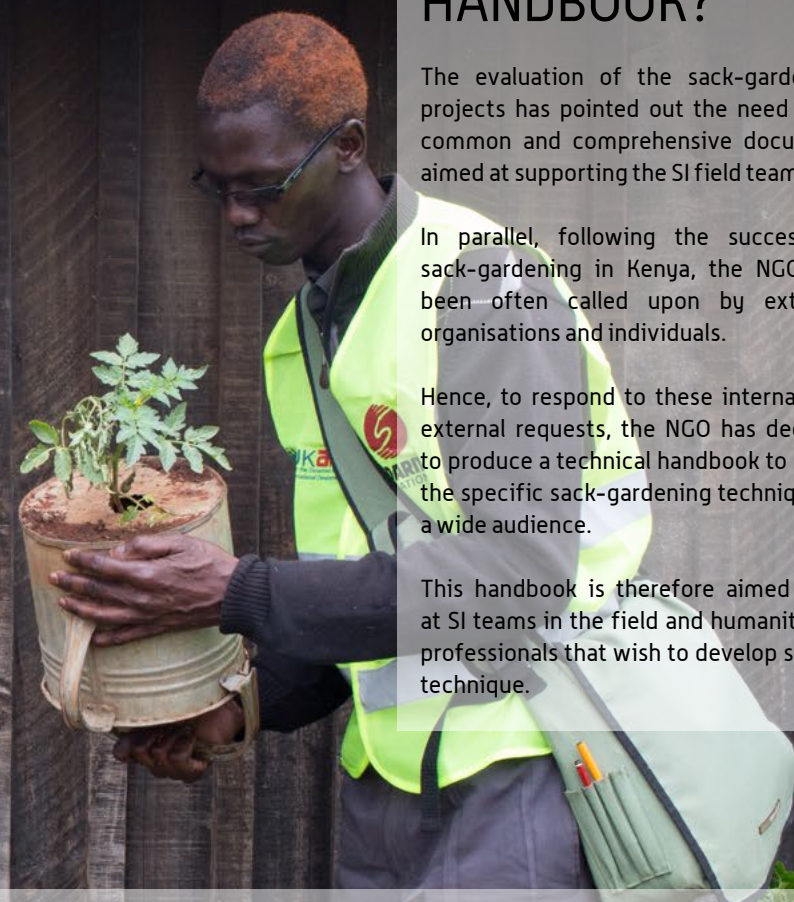 HANDBOOK?
The evaluation of the sack-garde
projects has pointed out the need
common and comprehensive docu
aimed at supporting the SI field team
In parallel, following the succes
sack-gardening in Kenya, the NGO
been often called upon by ext
organisations and individuals.
Hence, to respond to these interna
external requests, the NGO has dec
to produce a technical handbook to
the specific sack-gardening techniq
a wide audience.
This handbook is therefore aimed
at SI teams in the field and humanit
professionals that wish to develop s
technique.
UKai